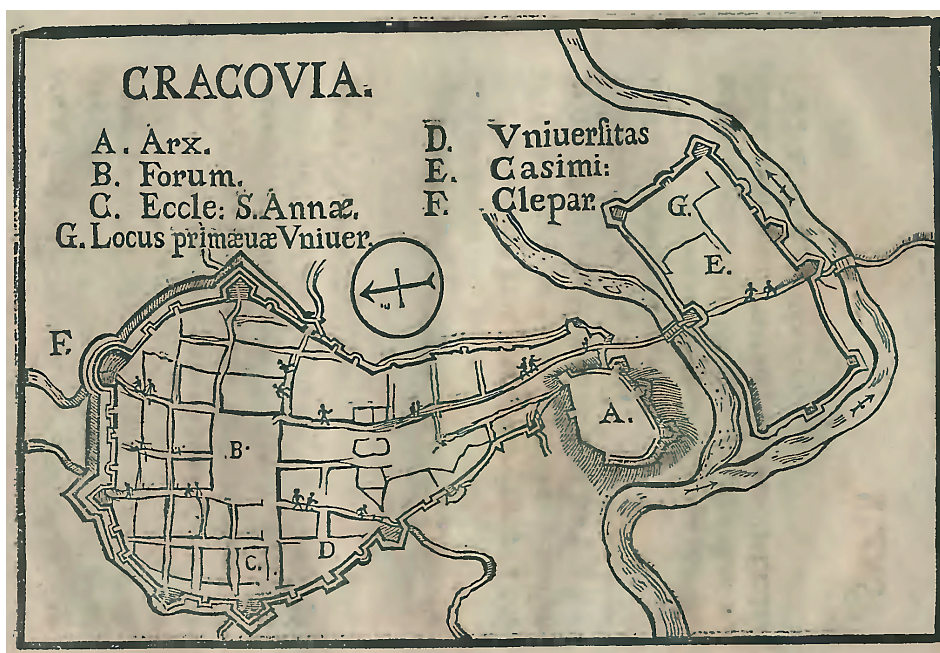 CRACOVIA.
A. Arx.
B. Forum.
C. Eccle: S. Annæ.
G. Locus primæuæ Vniuer.
D. Vniuerſitas
E. Casimi:
F. Clepar.
G.
E.
F.
A.
B.
D
C.